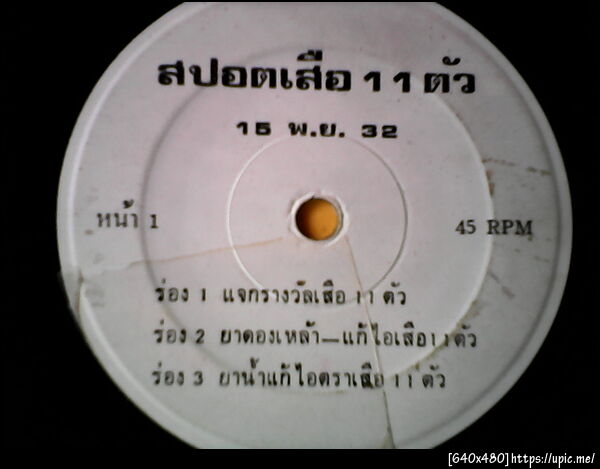 สปอตเสือ 11 ตัว
15 พ.ย. 32
หน้า 1
45 RPM
ร่อง 1 แจกรางวัลเสือ 11 ตัว
ร่อง 2 ยาดองเหล้า—แก้ไอเสือ11ตัว
ร่อง 3 ยาน้ำแก้ไอตราเสือ 11 ตัว
[640x480]https://upic.me/